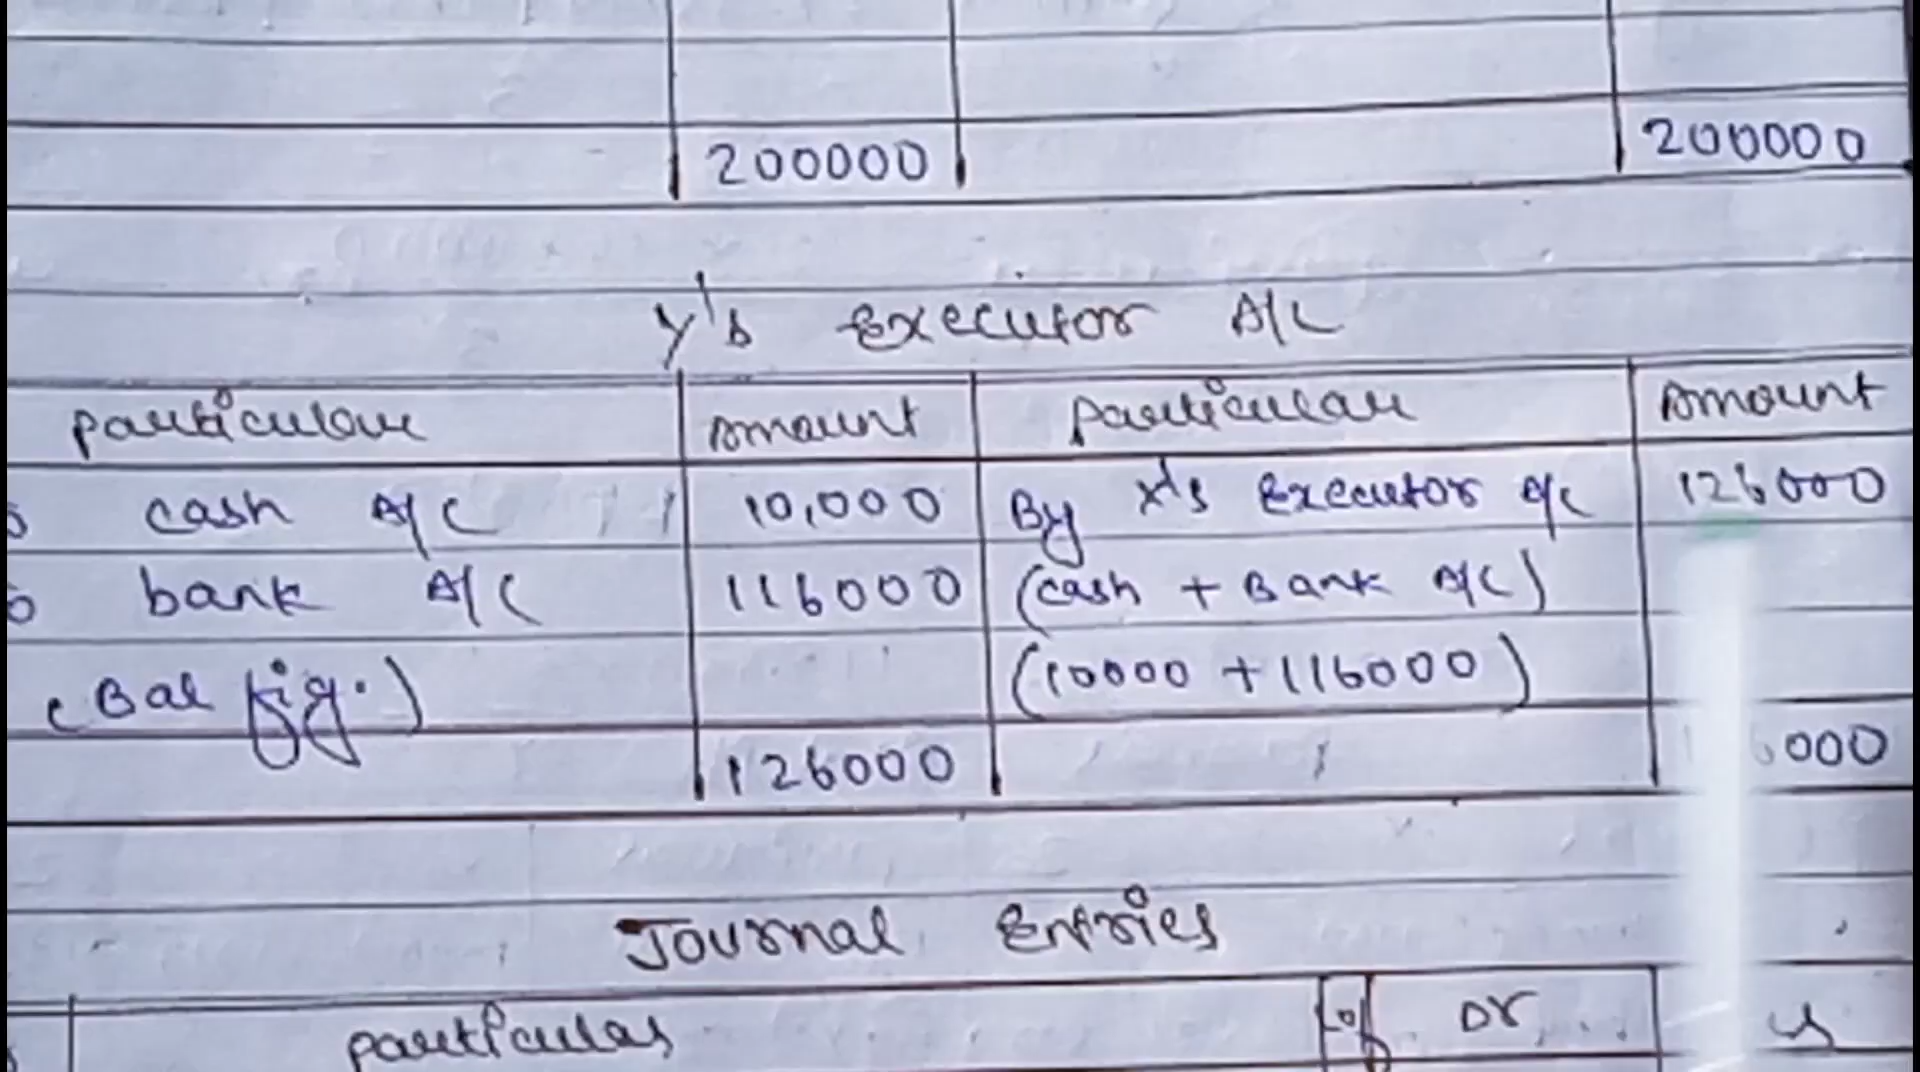 200000 200000
Y's Executor A/C
Particular Amount Particular Amount
cash A/C 10,000 By X's Executor A/C 126000
bank A/C 116000 (cash + Bank A/C)
(Bal fig.) (10000 + 116000)
126000 000
Journal Entries
Particulas Dr